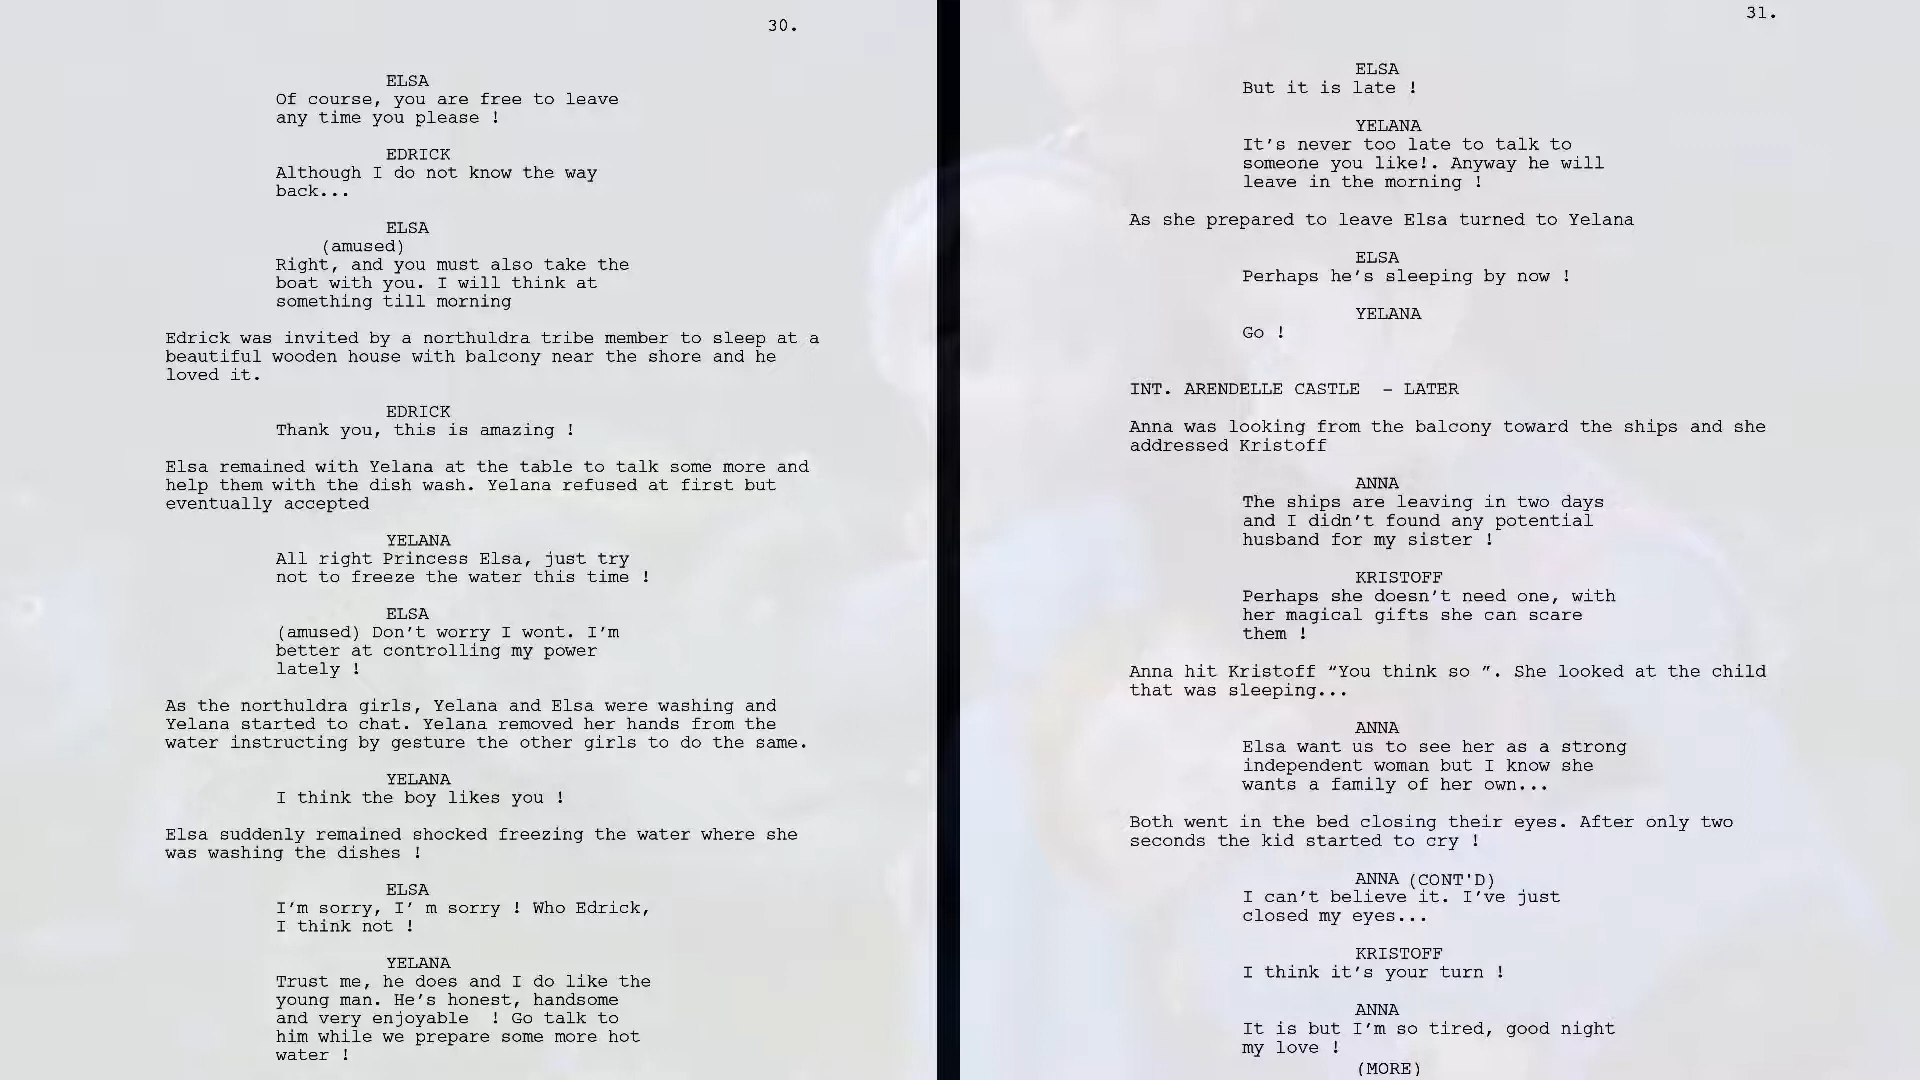 30.
ELSA
Of course, you are free to leave
any time you please !
EDRICK
Although I do not know the way
back...
ELSA
(amused)
Right, and you must also take the
boat with you. I will think at
something till morning
Edrick was invited by a northuldra tribe member to sleep at a
beautiful wooden house with balcony near the shore and he
loved it.
EDRICK
Thank you, this is amazing !
Elsa remained with Yelana at the table to talk some more and
help them with the dish wash. Yelana refused at first but
eventually accepted
YELANA
All right Princess Elsa, just try
not to freeze the water this time !
ELSA
(amused) Don't worry I wont. I'm
better at controlling my power
lately !
As the northuldra girls, Yelana and Elsa were washing and
Yelana started to chat. Yelana removed her hands from the
water instructing by gesture the other girls to do the same.
YELANA
I think the boy likes you !
Elsa suddenly remained shocked freezing the water where she
was washing the dishes !
ELSA
I'm sorry, I' m sorry ! Who Edrick,
I think not !
YELANA
Trust me, he does and I do like the
young man. He's honest, handsome
and very enjoyable  ! Go talk to
him while we prepare some more hot
water !
31.
ELSA
But it is late !
YELANA
It's never too late to talk to
someone you like!. Anyway he will
leave in the morning !
As she prepared to leave Elsa turned to Yelana
ELSA
Perhaps he's sleeping by now !
YELANA
Go !
INT. ARENDELLE CASTLE  - LATER
Anna was looking from the balcony toward the ships and she
addressed Kristoff
ANNA
The ships are leaving in two days
and I didn't found any potential
husband for my sister !
KRISTOFF
Perhaps she doesn't need one, with
her magical gifts she can scare
them !
Anna hit Kristoff “You think so ”. She looked at the child
that was sleeping...
ANNA
Elsa want us to see her as a strong
independent woman but I know she
wants a family of her own...
Both went in the bed closing their eyes. After only two
seconds the kid started to cry !
ANNA (CONT'D)
I can't believe it. I've just
closed my eyes...
KRISTOFF
I think it's your turn !
ANNA
It is but I'm so tired, good night
my love !
(MORE)